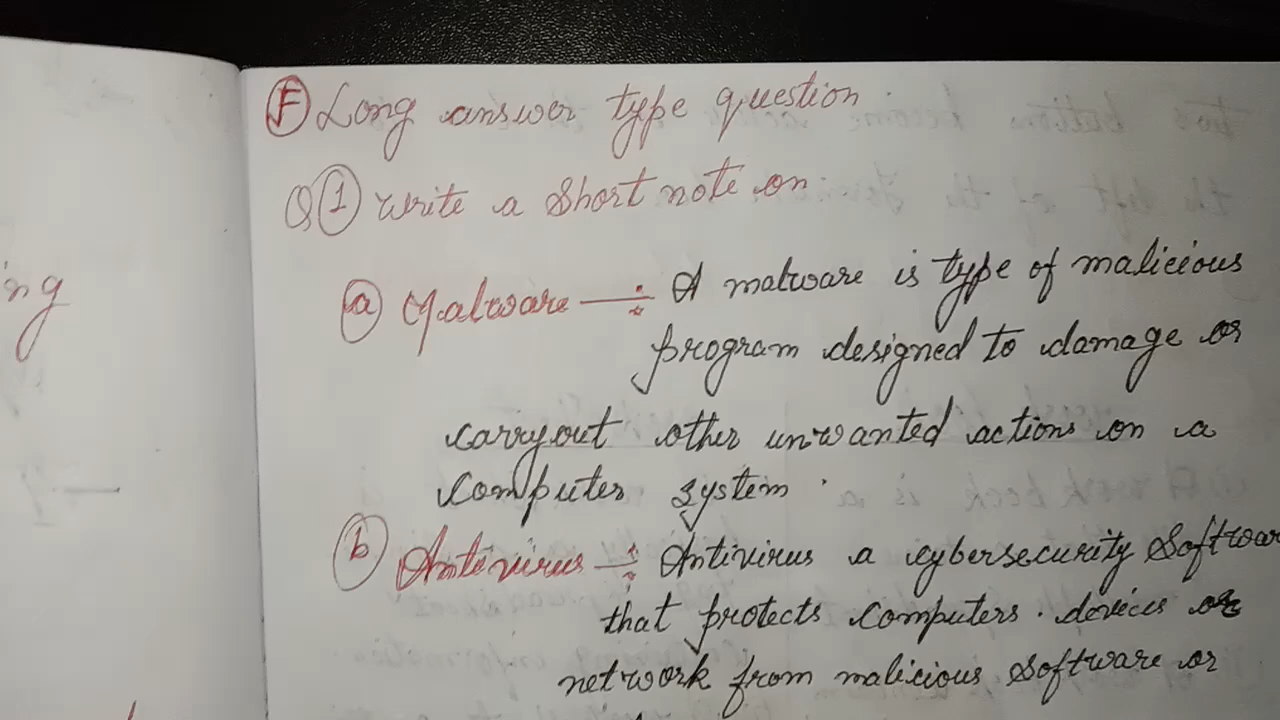 F Long answer type question
Q 1 write a short note on
a Malware — A malware is type of malicious
program designed to damage or
carryout other unwanted actions on a
computer system.
b Antivirus — Antivirus a cybersecurity Softwar
that protects computers. devices or
network from malicious software or
ing